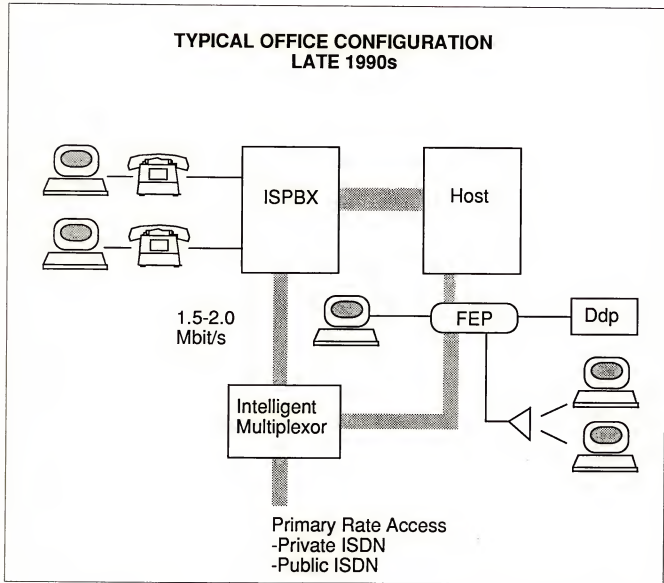 TYPICAL OFFICE CONFIGURATION
LATE 1990s
ISPBX
Host
1.5-2.0
Mbit/s
FEP
Ddp
Intelligent
Multiplexor
Primary Rate Access
-Private ISDN
-Public ISDN